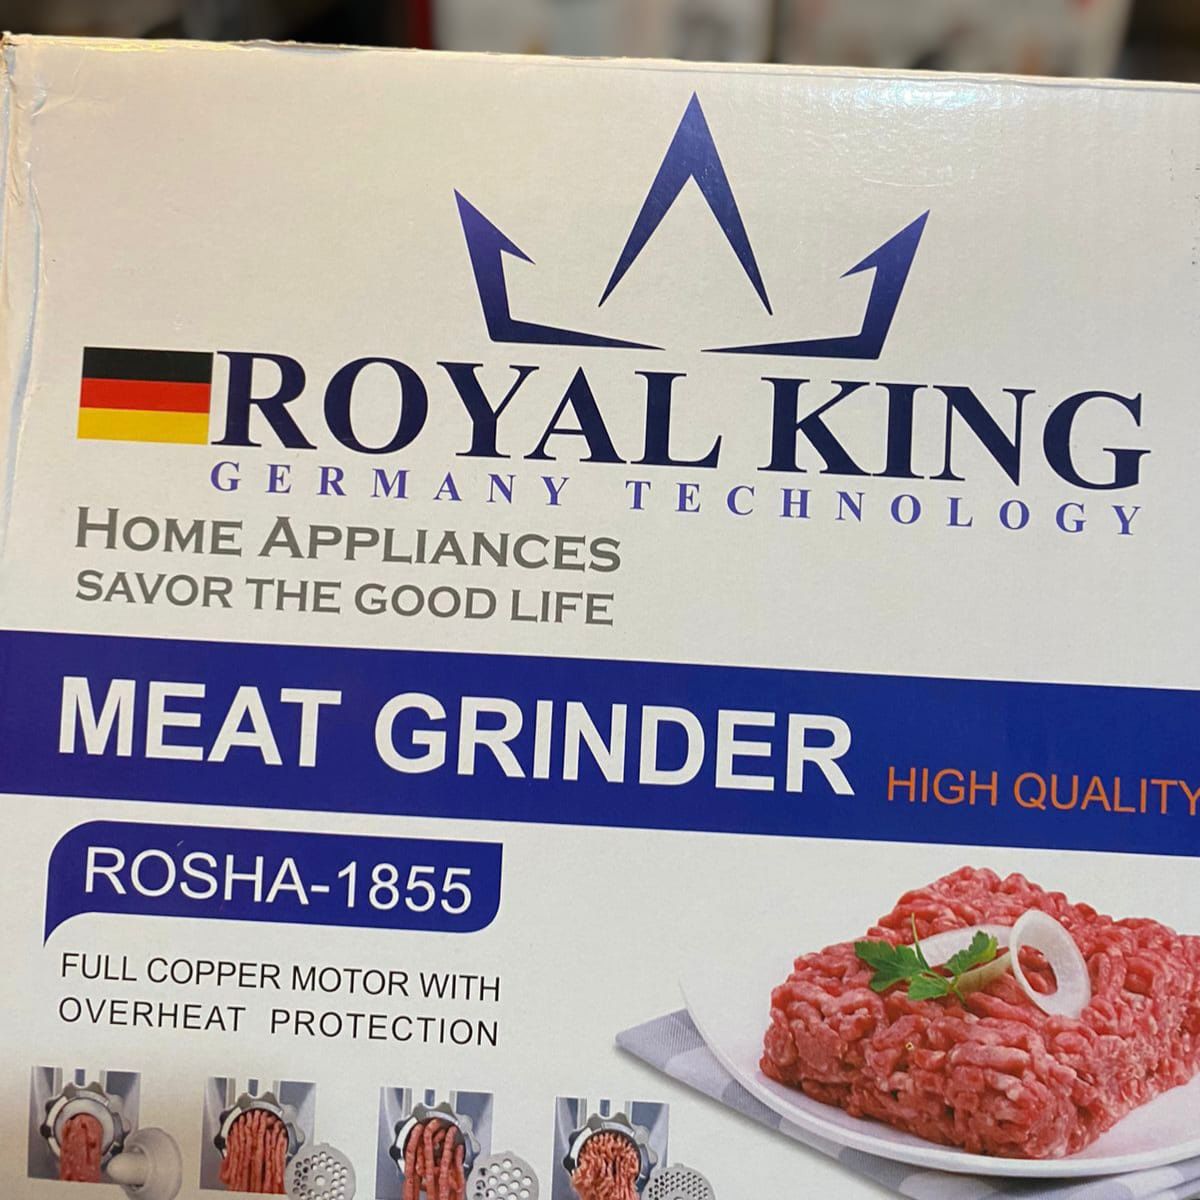 ROYAL KING
GERMANY TECHNOLOGY
HOME APPLIANCES
SAVOR THE GOOD LIFE
MEAT GRINDER HIGH QUALITY
ROSHA-1855
FULL COPPER MOTOR WITH
OVERHEAT PROTECTION